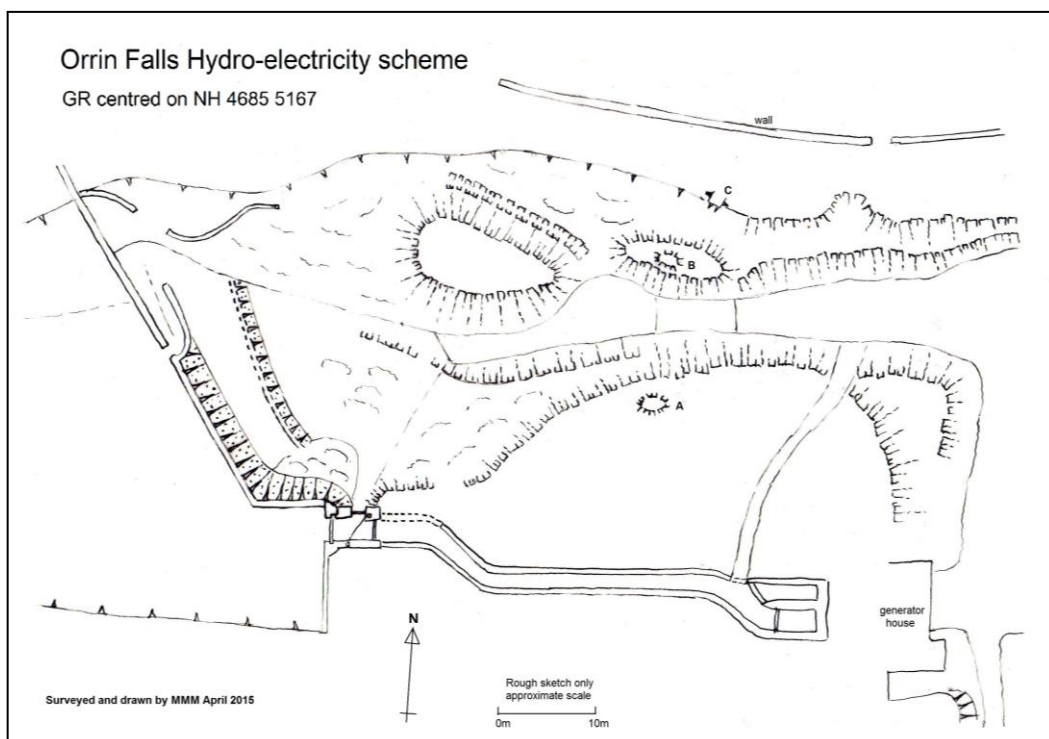 Orrin Falls Hydro-electricity scheme
GR centred on NH 4685 5167
wall
C
B
A
N
generator
house
Rough sketch only
approximate scale
0m 10m
Surveyed and drawn by MMM April 2015